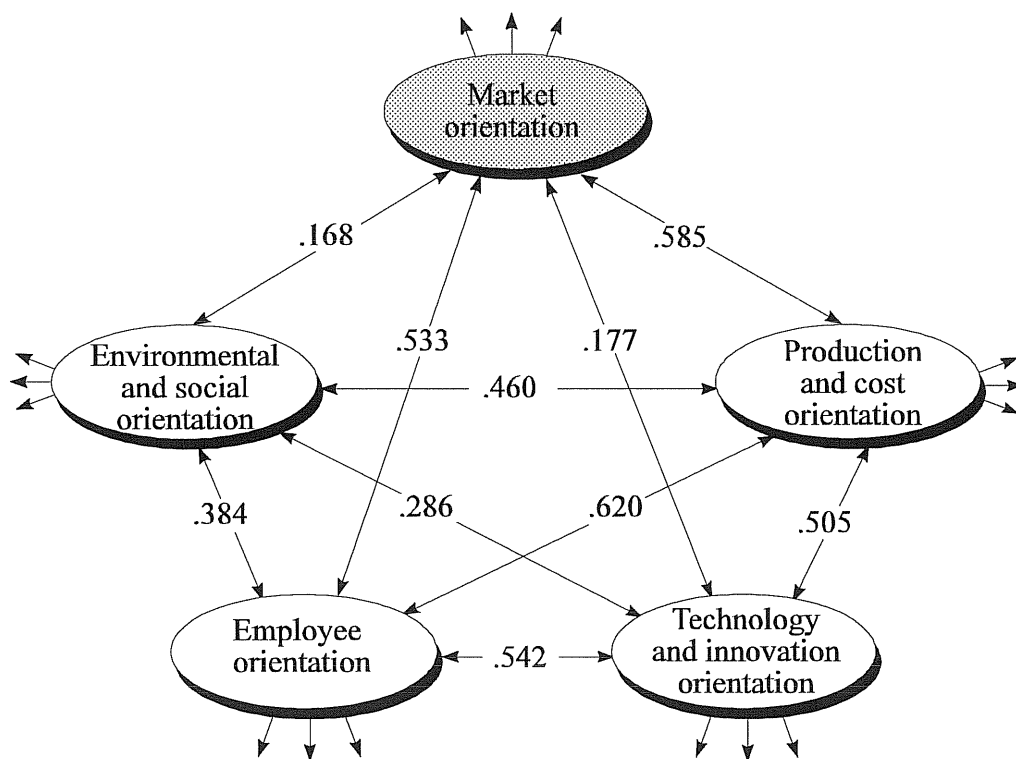 Market
orientation
.168
.585
Environmental
and social
orientation
.533
.177
Production
and cost
orientation
.460
.384
.286
.620
.505
Employee
orientation
.542
Technology
and innovation
orientation